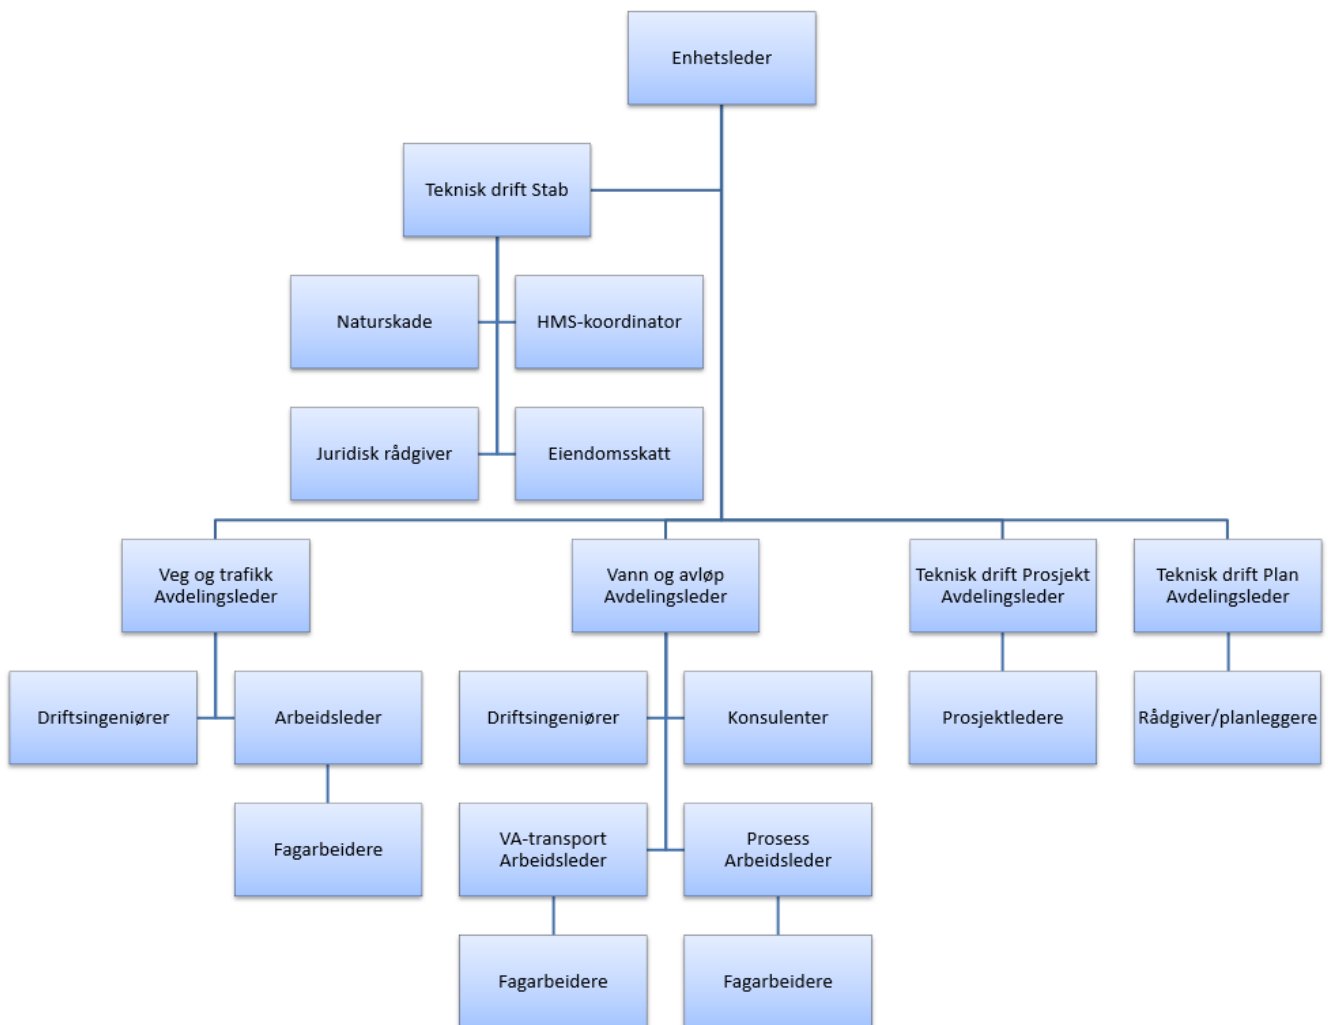 Enhetsleder
Teknisk drift Stab
Naturskade
HMS-koordinator
Juridisk rådgiver
Eiendomsskatt
Veg og trafikk
Avdelingsleder
Vann og avløp
Avdelingsleder
Teknisk drift Prosjekt
Avdelingsleder
Teknisk drift Plan
Avdelingsleder
Driftsingeniører
Arbeidsleder
Driftsingeniører
Konsulenter
Prosjektledere
Rådgiver/planleggere
Fagarbeidere
VA-transport
Arbeidsleder
Prosess
Arbeidsleder
Fagarbeidere
Fagarbeidere